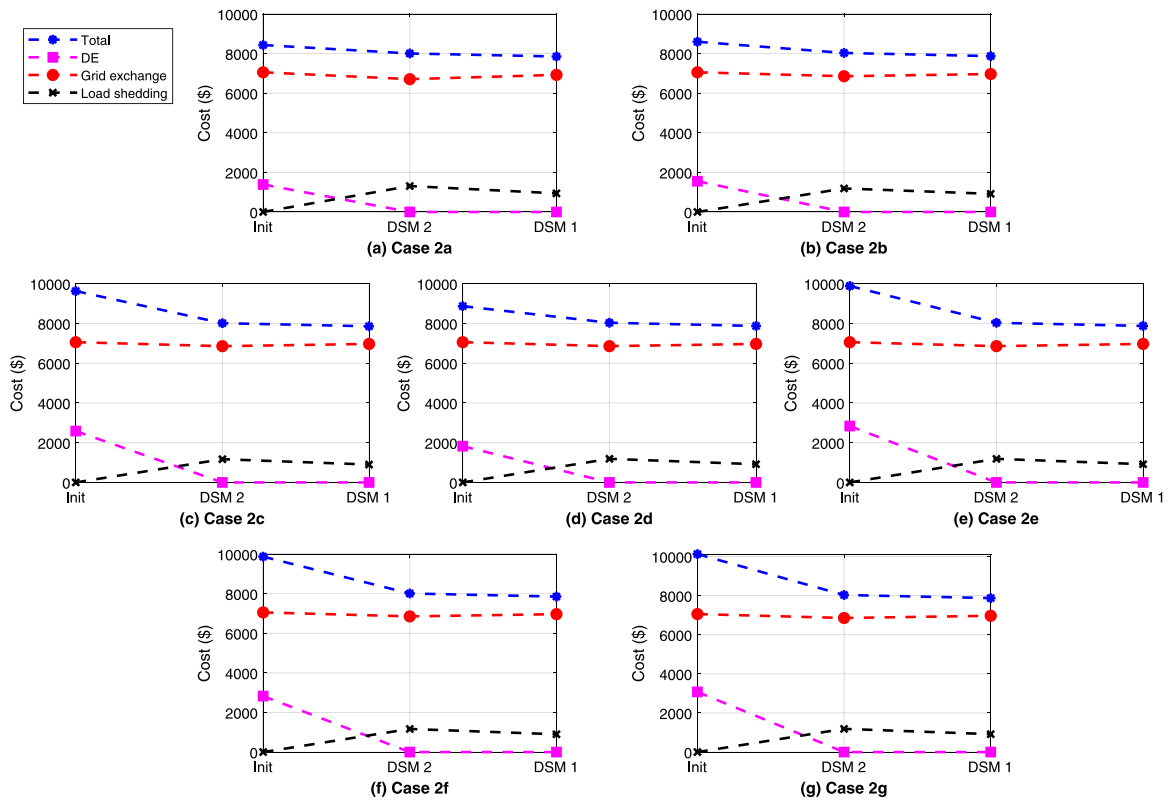 Total
DE
Grid exchange
Load shedding
10000
8000
6000
4000
2000
0
Cost ($)
Init
DSM 2
DSM 1
(a) Case 2a
10000
8000
6000
4000
2000
0
Cost ($)
Init
DSM 2
DSM 1
(b) Case 2b
10000
8000
6000
4000
2000
0
Cost ($)
Init
DSM 2
DSM 1
(c) Case 2c
10000
8000
6000
4000
2000
0
Cost ($)
Init
DSM 2
DSM 1
(d) Case 2d
10000
8000
6000
4000
2000
0
Cost ($)
Init
DSM 2
DSM 1
(e) Case 2e
10000
8000
6000
4000
2000
0
Cost ($)
Init
DSM 2
DSM 1
(f) Case 2f
10000
8000
6000
4000
2000
0
Cost ($)
Init
DSM 2
DSM 1
(g) Case 2g